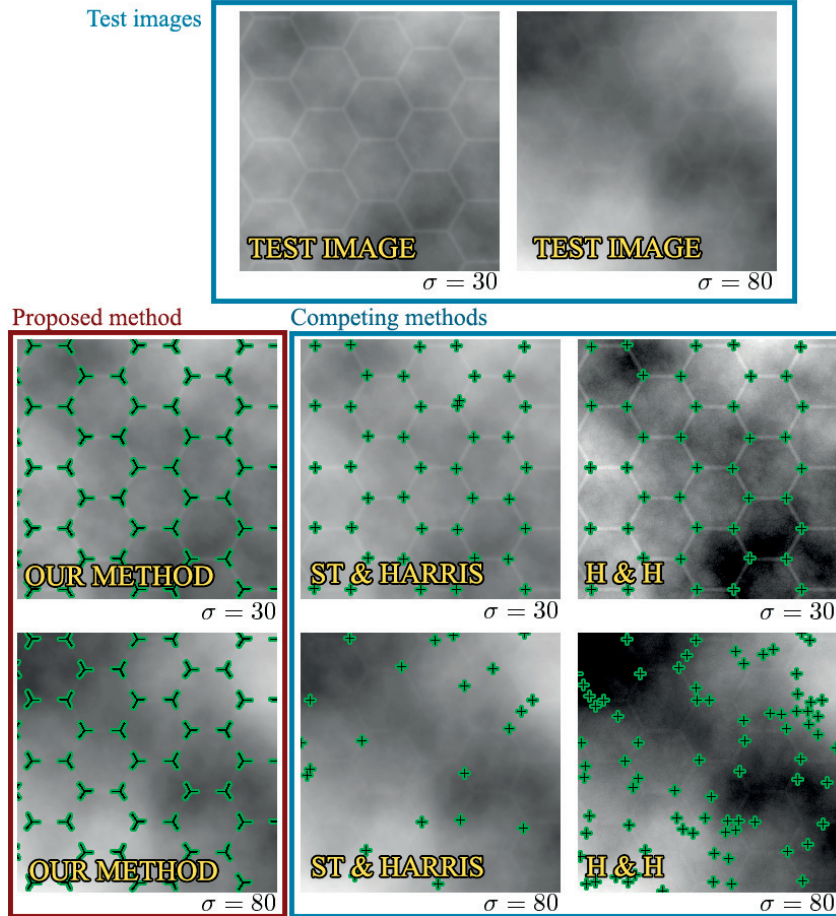 Test images
TEST IMAGE
TEST IMAGE
σ = 30
σ = 80
Proposed method
Competing methods
OUR METHOD
ST & HARRIS
H & H
σ = 30
σ = 30
σ = 30
OUR METHOD
ST & HARRIS
H & H
σ = 80
σ = 80
σ = 80